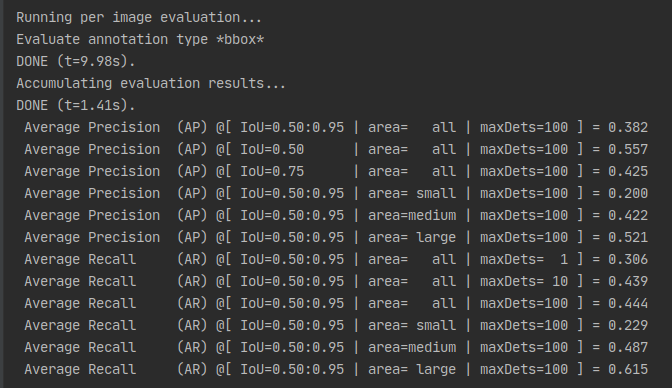 Running per image evaluation...
Evaluate annotation type *bbox*
DONE (t=9.98s).
Accumulating evaluation results...
DONE (t=1.41s).
 Average Precision  (AP) @[ IoU=0.50:0.95 | area=   all | maxDets=100 ] = 0.382
 Average Precision  (AP) @[ IoU=0.50      | area=   all | maxDets=100 ] = 0.557
 Average Precision  (AP) @[ IoU=0.75      | area=   all | maxDets=100 ] = 0.425
 Average Precision  (AP) @[ IoU=0.50:0.95 | area= small | maxDets=100 ] = 0.200
 Average Precision  (AP) @[ IoU=0.50:0.95 | area=medium | maxDets=100 ] = 0.422
 Average Precision  (AP) @[ IoU=0.50:0.95 | area= large | maxDets=100 ] = 0.521
 Average Recall     (AR) @[ IoU=0.50:0.95 | area=   all | maxDets=  1 ] = 0.306
 Average Recall     (AR) @[ IoU=0.50:0.95 | area=   all | maxDets= 10 ] = 0.439
 Average Recall     (AR) @[ IoU=0.50:0.95 | area=   all | maxDets=100 ] = 0.444
 Average Recall     (AR) @[ IoU=0.50:0.95 | area= small | maxDets=100 ] = 0.229
 Average Recall     (AR) @[ IoU=0.50:0.95 | area=medium | maxDets=100 ] = 0.487
 Average Recall     (AR) @[ IoU=0.50:0.95 | area= large | maxDets=100 ] = 0.615